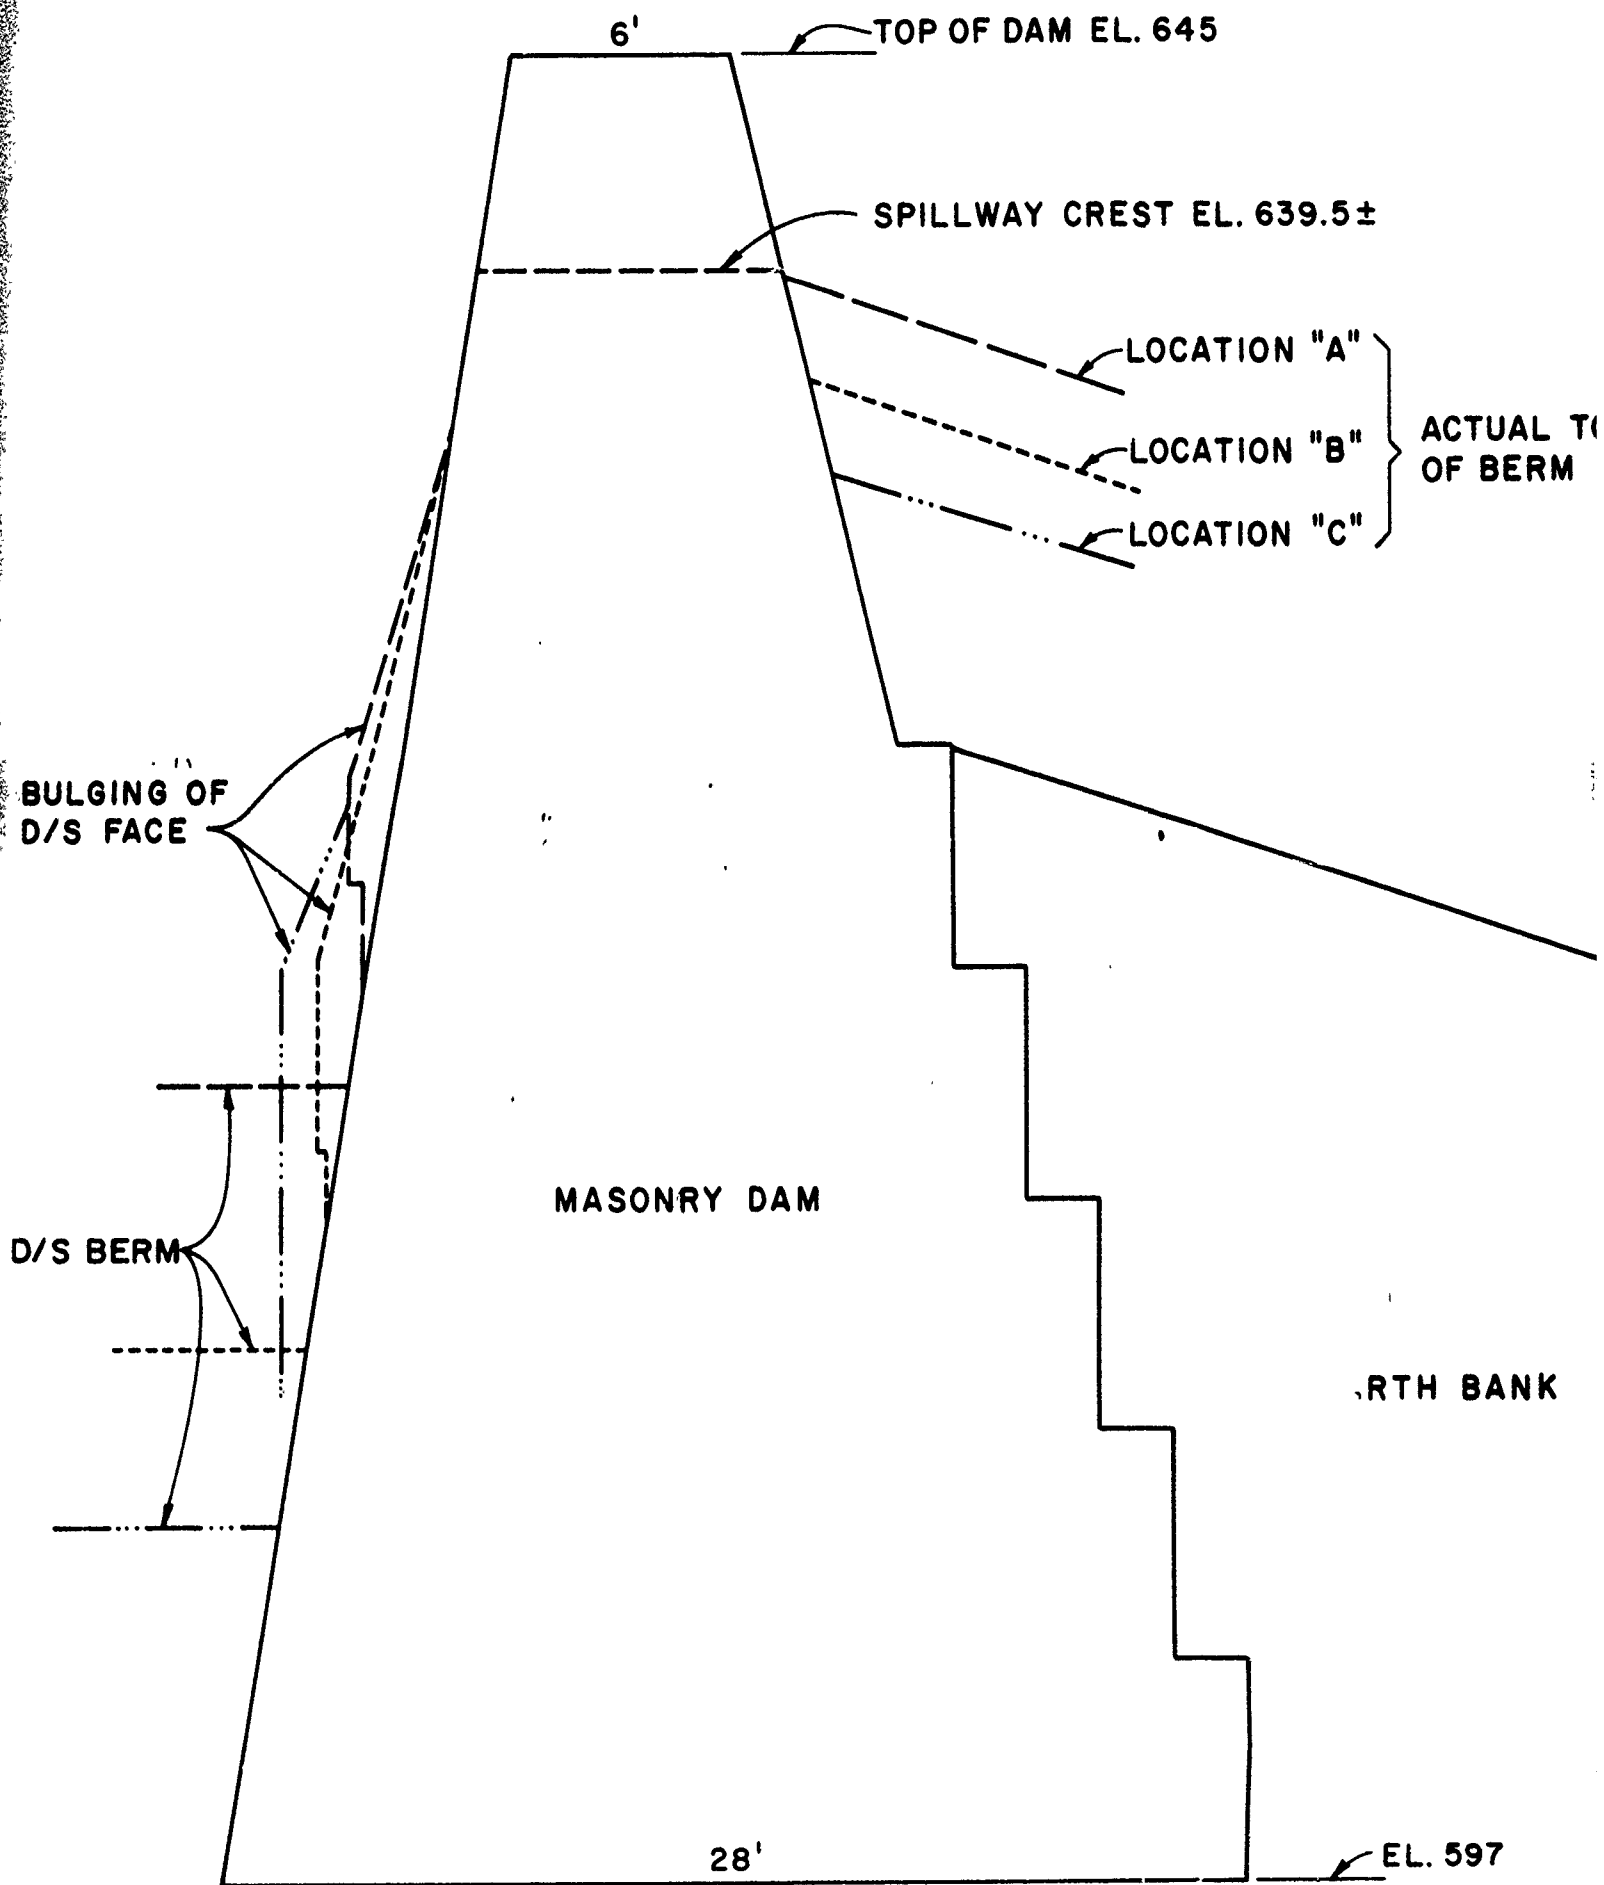 6'
TOP OF DAM EL. 645
SPILLWAY CREST EL. 639.5±
LOCATION "A"
LOCATION "B"
LOCATION "C"
ACTUAL
OF BERM
BULGING OF
D/S FACE
MASONRY DAM
D/S BERM
BANK
28'
EL. 597